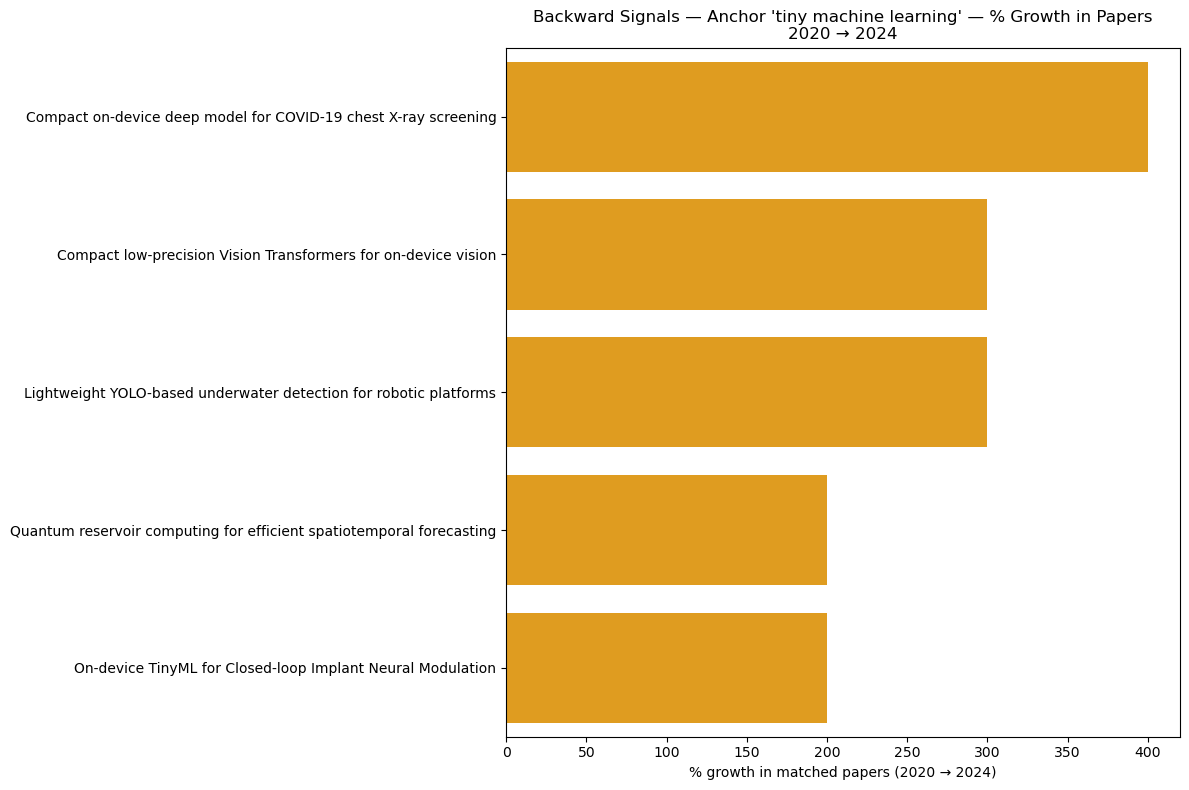 Backward Signals — Anchor 'tiny machine learning' — % Growth in Papers
2020 → 2024
Compact on-device deep model for COVID-19 chest X-ray screening
Compact low-precision Vision Transformers for on-device vision
Lightweight YOLO-based underwater detection for robotic platforms
Quantum reservoir computing for efficient spatiotemporal forecasting
On-device TinyML for Closed-loop Implant Neural Modulation
0 50 100 150 200 250 300 350 400
% growth in matched papers (2020 → 2024)